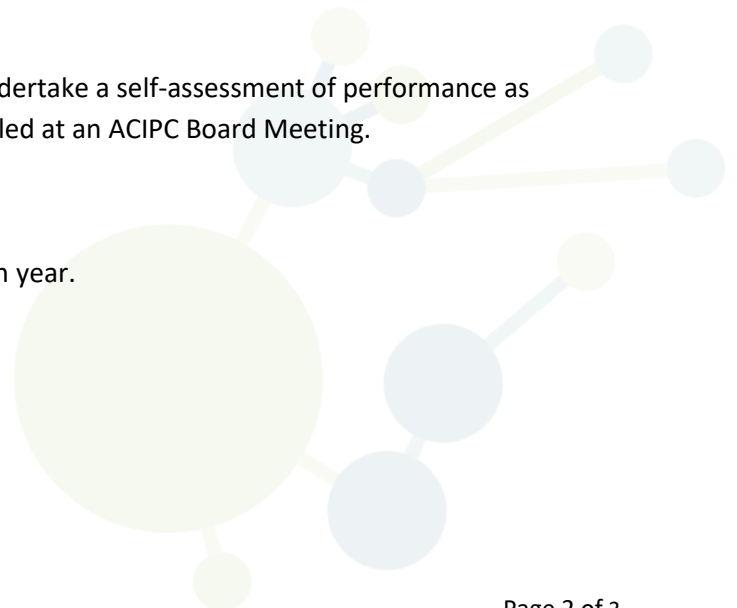 dertake a self-assessment of performance as
led at an ACIPC Board Meeting.
year.
Page 2 of